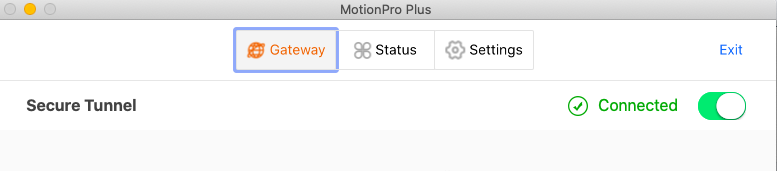 MotionPro Plus
Gateway Status Settings Exit
Secure Tunnel Connected